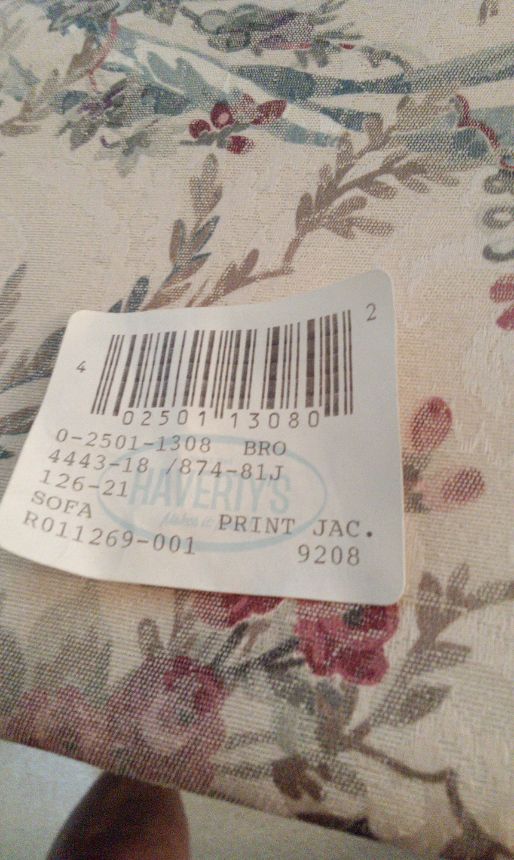 4 2
02501 13080
0-2501-1308 BRO
4443-18 /874-81J
126-21
HAVERTY'S
SOFA PRINT JAC.
R011269-001 9208